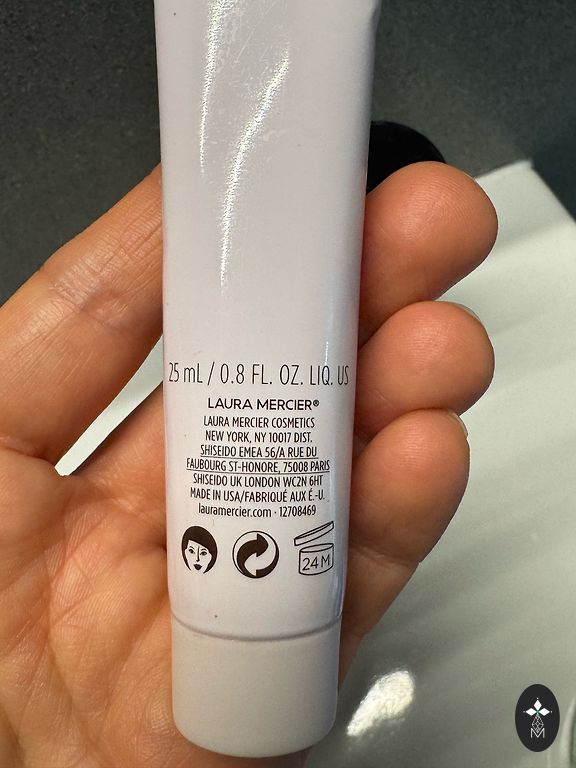 25 mL / 0.8 FL. OZ. LIQ. US
LAURA MERCIER®
LAURA MERCIER COSMETICS
NEW YORK, NY 10017 DIST.
SHISEIDO EMEA 56/A RUE DU
FAUBOURG ST-HONORE, 75008 PARIS
SHISEIDO UK LONDON WC2N 6HT
MADE IN USA/FABRIQUÉ AUX É.-U.
lauramercier.com · 12708469
24M
M